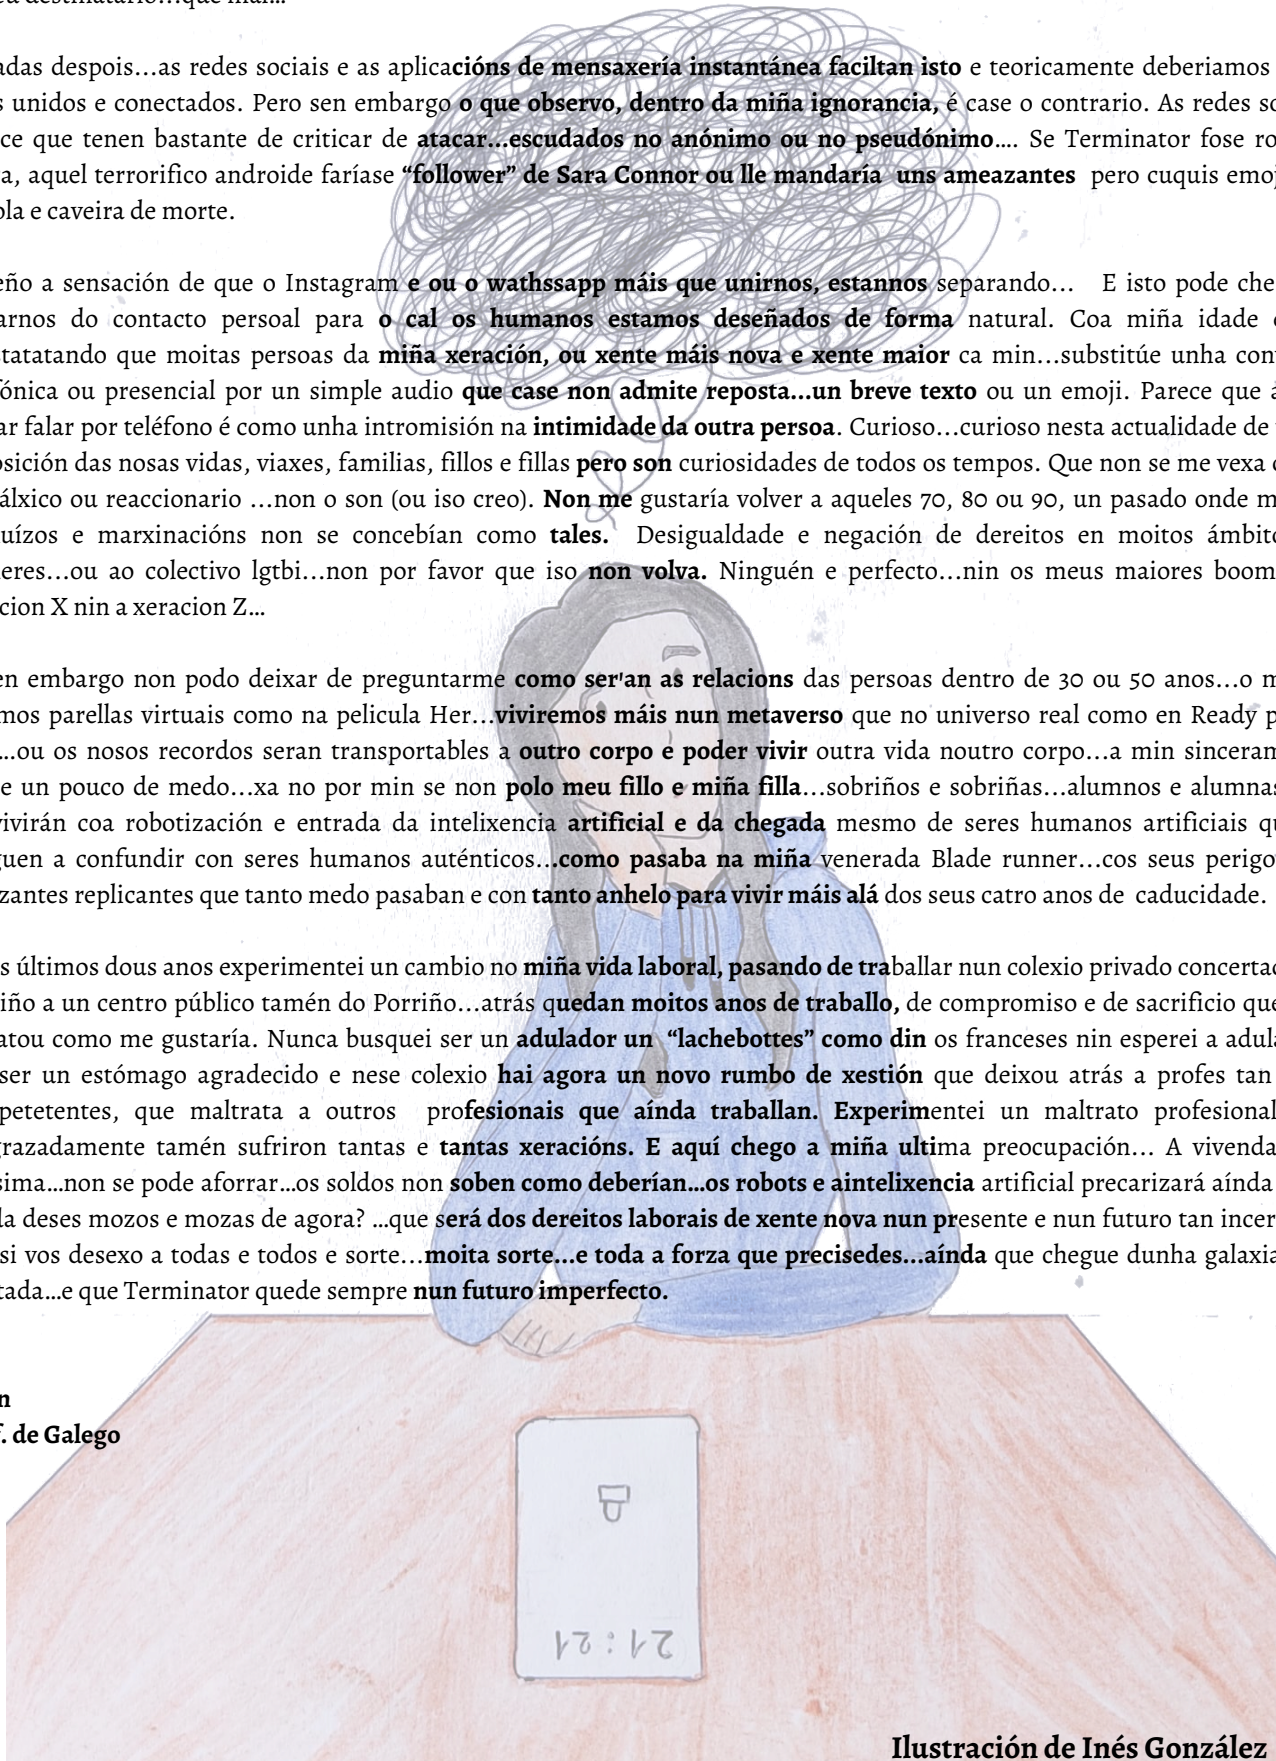 eu destinatario...que mal...
adas despois...as redes sociais e as aplicacións de mensaxería instantánea faciltan isto e teoricamente deberiamos
s unidos e conectados. Pero sen embargo o que observo, dentro da miña ignorancia, é case o contrario. As redes so
ce que tenen bastante de criticar de atacar...escudados no anónimo ou no pseudónimo.... Se Terminator fose ro
a, aquel terrorifico androide faríase “follower” de Sara Connor ou lle mandaría uns ameazantes pero cuquis emoj
ola e caveira de morte.
eño a sensación de que o Instagram e ou o wathssapp máis que unirnos, estannos separando... E isto pode che
arnos do contacto persoal para o cal os humanos estamos deseñados de forma natural. Coa miña idade e
statatando que moitas persoas da miña xeración, ou xente máis nova e xente maior ca min...substitúe unha con
ónica ou presencial por un simple audio que case non admite reposta...un breve texto ou un emoji. Parece que á
ar falar por teléfono é como unha intromisión na intimidade da outra persoa. Curioso...curioso nesta actualidade de
osición das nosas vidas, viaxes, familias, fillos e fillas pero son curiosidades de todos os tempos. Que non se me vexa
álxico ou reaccionario ...non o son (ou iso creo). Non me gustaría volver a aqueles 70, 80 ou 90, un pasado onde m
uízos e marxinacións non se concebían como tales. Desigualdade e negación de dereitos en moitos ámbito
eres...ou ao colectivo lgtbi...non por favor que iso non volva. Ninguén e perfecto...nin os meus maiores boom
cion X nin a xeracion Z...
en embargo non podo deixar de preguntarme como ser'an as relacions das persoas dentro de 30 ou 50 anos...o m
mos parellas virtuais como na pelicula Her...viviremos máis nun metaverso que no universo real como en Ready p
...ou os nosos recordos seran transportables a outro corpo e poder vivir outra vida noutro corpo...a min sinceram
e un pouco de medo...xa no por min se non polo meu fillo e miña filla...sobriños e sobriñas...alumnos e alumnas
vivirán coa robotización e entrada da intelixencia artificial e da chegada mesmo de seres humanos artificiais qu
guen a confundir con seres humanos auténticos...como pasaba na miña venerada Blade runner...cos seus perigo
zantes replicantes que tanto medo pasaban e con tanto anhelo para vivir máis alá dos seus catro anos de caducidade.
s últimos dous anos experimentei un cambio no miña vida laboral, pasando de traballar nun colexio privado concertad
iño a un centro público tamén do Porriño...atrás quedan moitos anos de traballo, de compromiso e de sacrificio que
atou como me gustaría. Nunca busquei ser un adulador un “lachebottes” como din os franceses nin esperei a adula
ser un estómago agradecido e nese colexio hai agora un novo rumbo de xestión que deixou atrás a profes tan
petetentes, que maltrata a outros profesionais que aínda traballan. Experimentei un maltrato profesional
grazadamente tamén sufriron tantas e tantas xeracións. E aquí chego a miña ultima preocupación... A vivenda
sima...non se pode aforrar...os soldos non soben como deberían...os robots e aintelixencia artificial precarizará aínda
da deses mozos e mozas de agora? ...que será dos dereitos laborais de xente nova nun presente e nun futuro tan incer
si vos desexo a todas e todos e sorte...moita sorte...e toda a forza que precisedes...aínda que chegue dunha galaxia
tada...e que Terminator quede sempre nun futuro imperfecto.
n
f. de Galego
21:21
Ilustración de Inés González